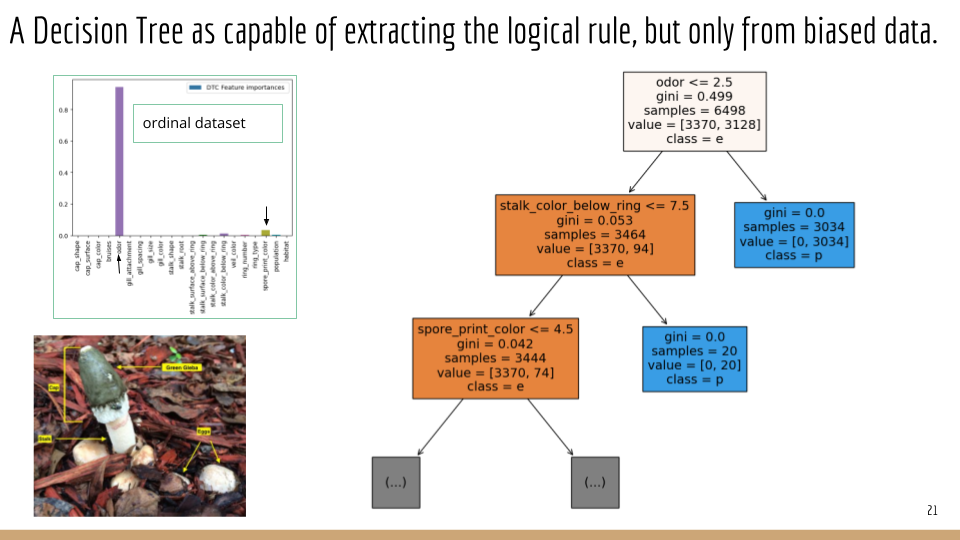 A Decision Tree as capable of extracting the logical rule, but only from biased data.
DTC Feature importances
ordinal dataset
0.8
0.6
0.4
0.2
0.0
cap_shape
cap_surface
cap_color
bruises
odor
gill_attachment
gill_spacing
gill_size
gill_color
stalk_shape
stalk_root
stalk_surface_above_ring
stalk_surface_below_ring
stalk_color_above_ring
stalk_color_below_ring
veil_color
ring_number
ring_type
spore_print_color
population
habitat
odor <= 2.5
gini = 0.499
samples = 6498
value = [3370, 3128]
class = e
stalk_color_below_ring <= 7.5
gini = 0.053
samples = 3464
value = [3370, 94]
class = e
gini = 0.0
samples = 3034
value = [0, 3034]
class = p
spore_print_color <= 4.5
gini = 0.042
samples = 3444
value = [3370, 74]
class = e
gini = 0.0
samples = 20
value = [0, 20]
class = p
(...)
(...)
Green Gleba
Cap
Stalk
Eggs
21